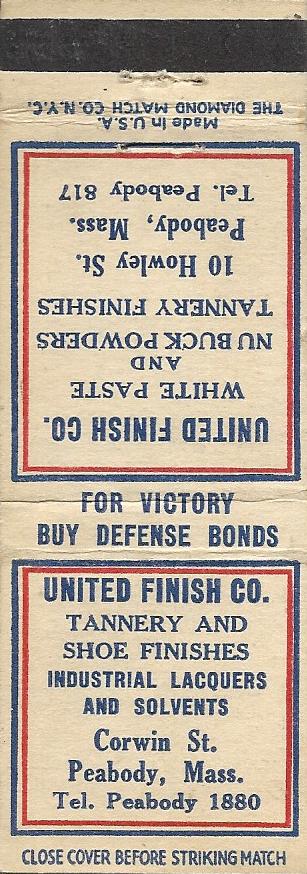 Made in U.S.A.
THE DIAMOND MATCH CO. N.Y.C.
UNITED FINISH CO.
WHITE PASTE
AND
NU BUCK POWDERS
TANNERY FINISHES
10 Howley St.
Peabody, Mass.
Tel. Peabody 817
FOR VICTORY
BUY DEFENSE BONDS
UNITED FINISH CO.
TANNERY AND
SHOE FINISHES
INDUSTRIAL LACQUERS
AND SOLVENTS
Corwin St.
Peabody, Mass.
Tel. Peabody 1880
CLOSE COVER BEFORE STRIKING MATCH